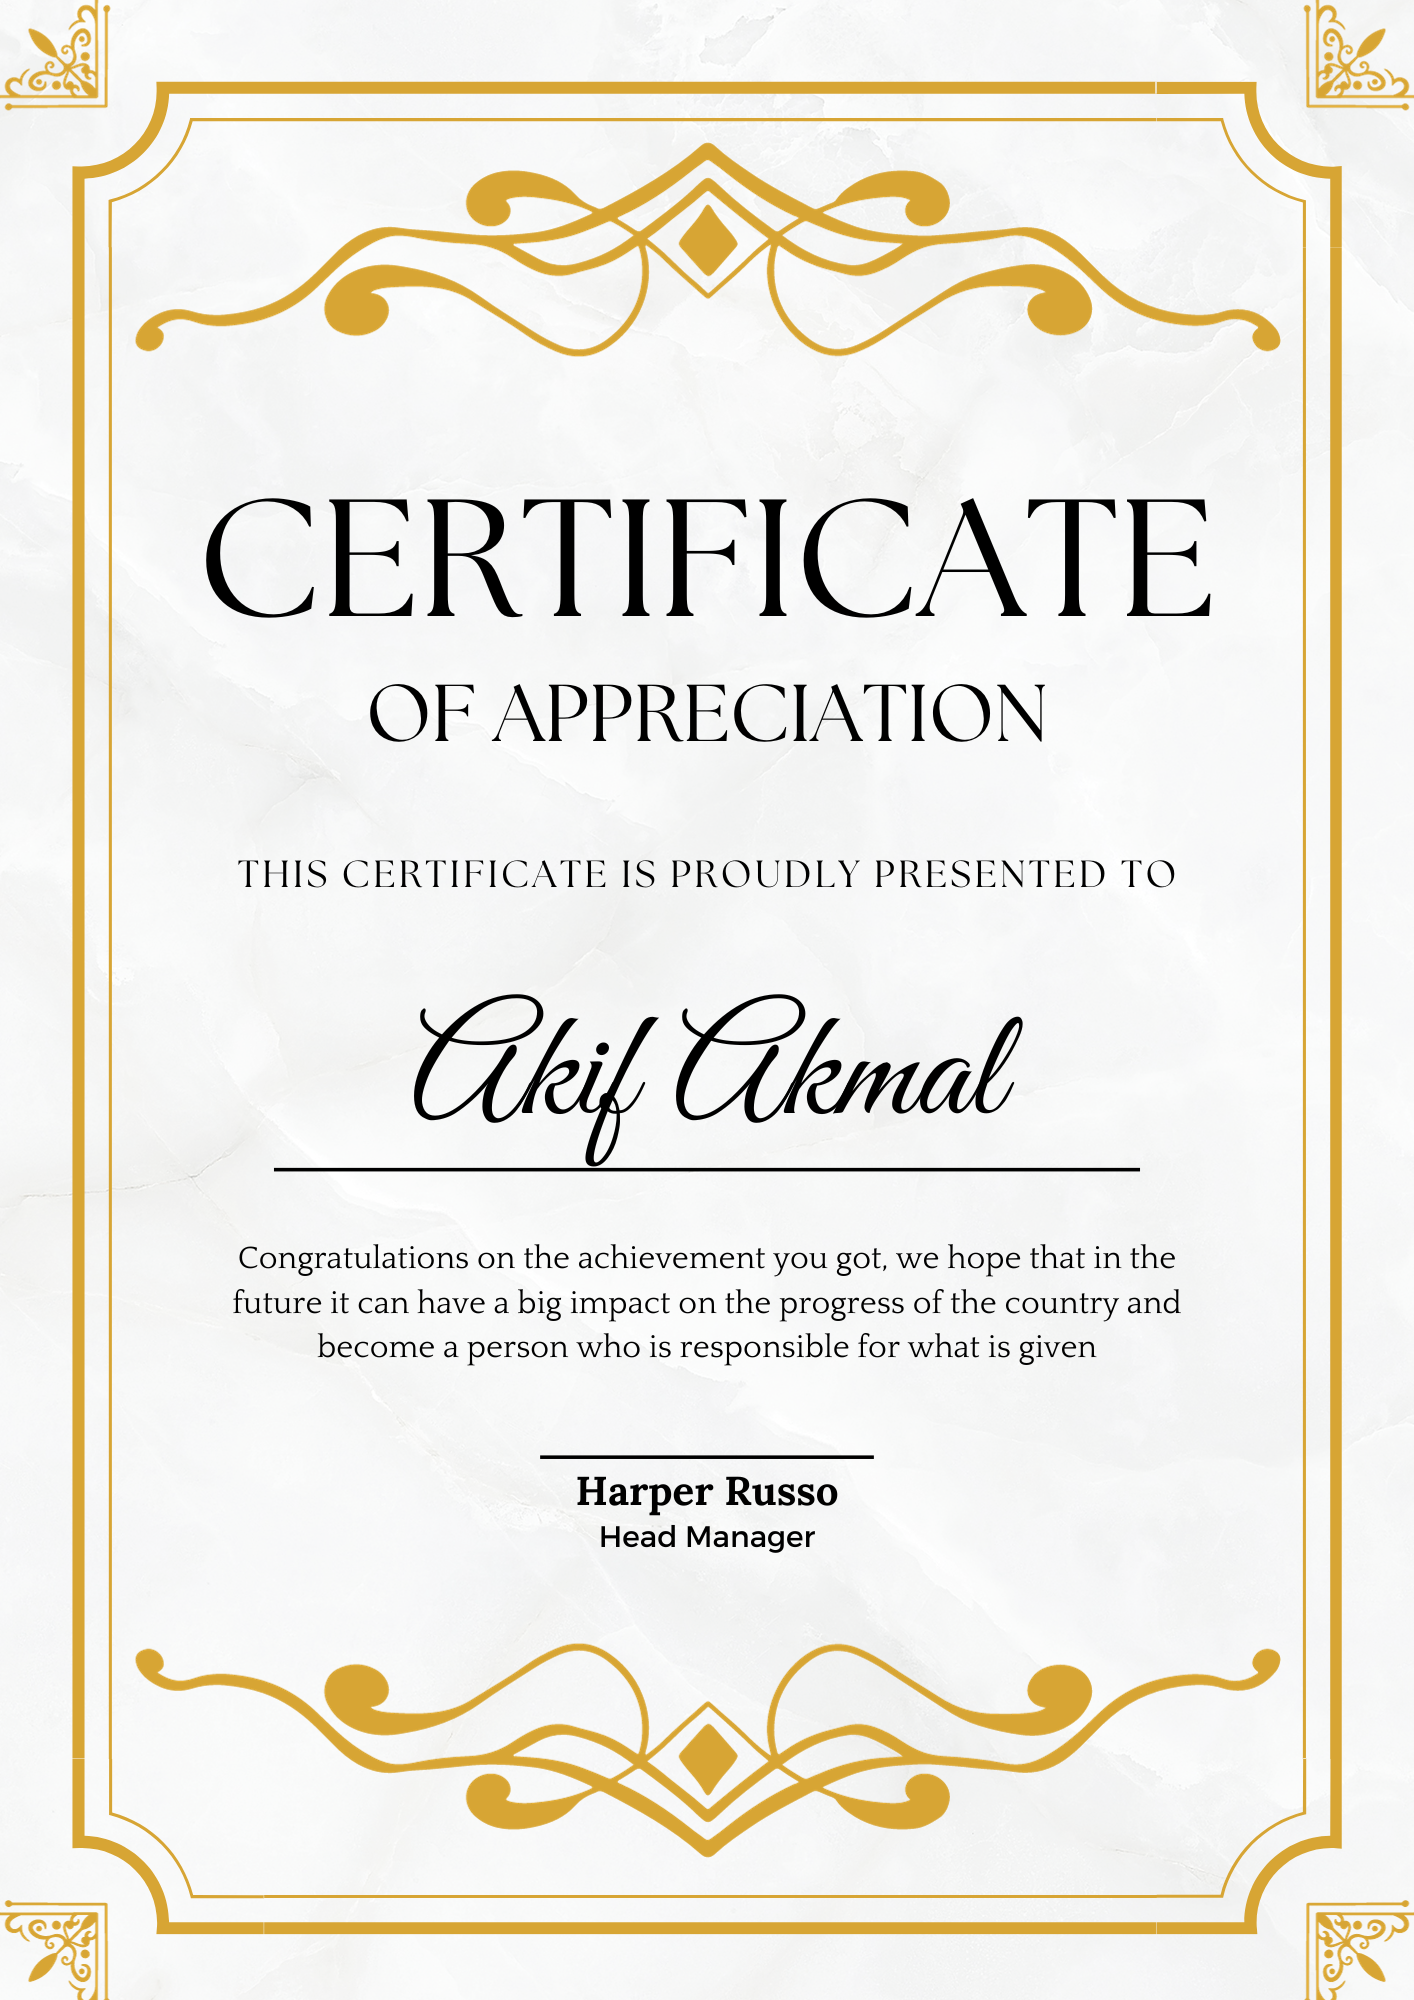 CERTIFICATE
OF APPRECIATION
THIS CERTIFICATE IS PROUDLY PRESENTED TO
Akif Akmal
Congratulations on the achievement you got, we hope that in the
future it can have a big impact on the progress of the country and
become a person who is responsible for what is given
Harper Russo
Head Manager